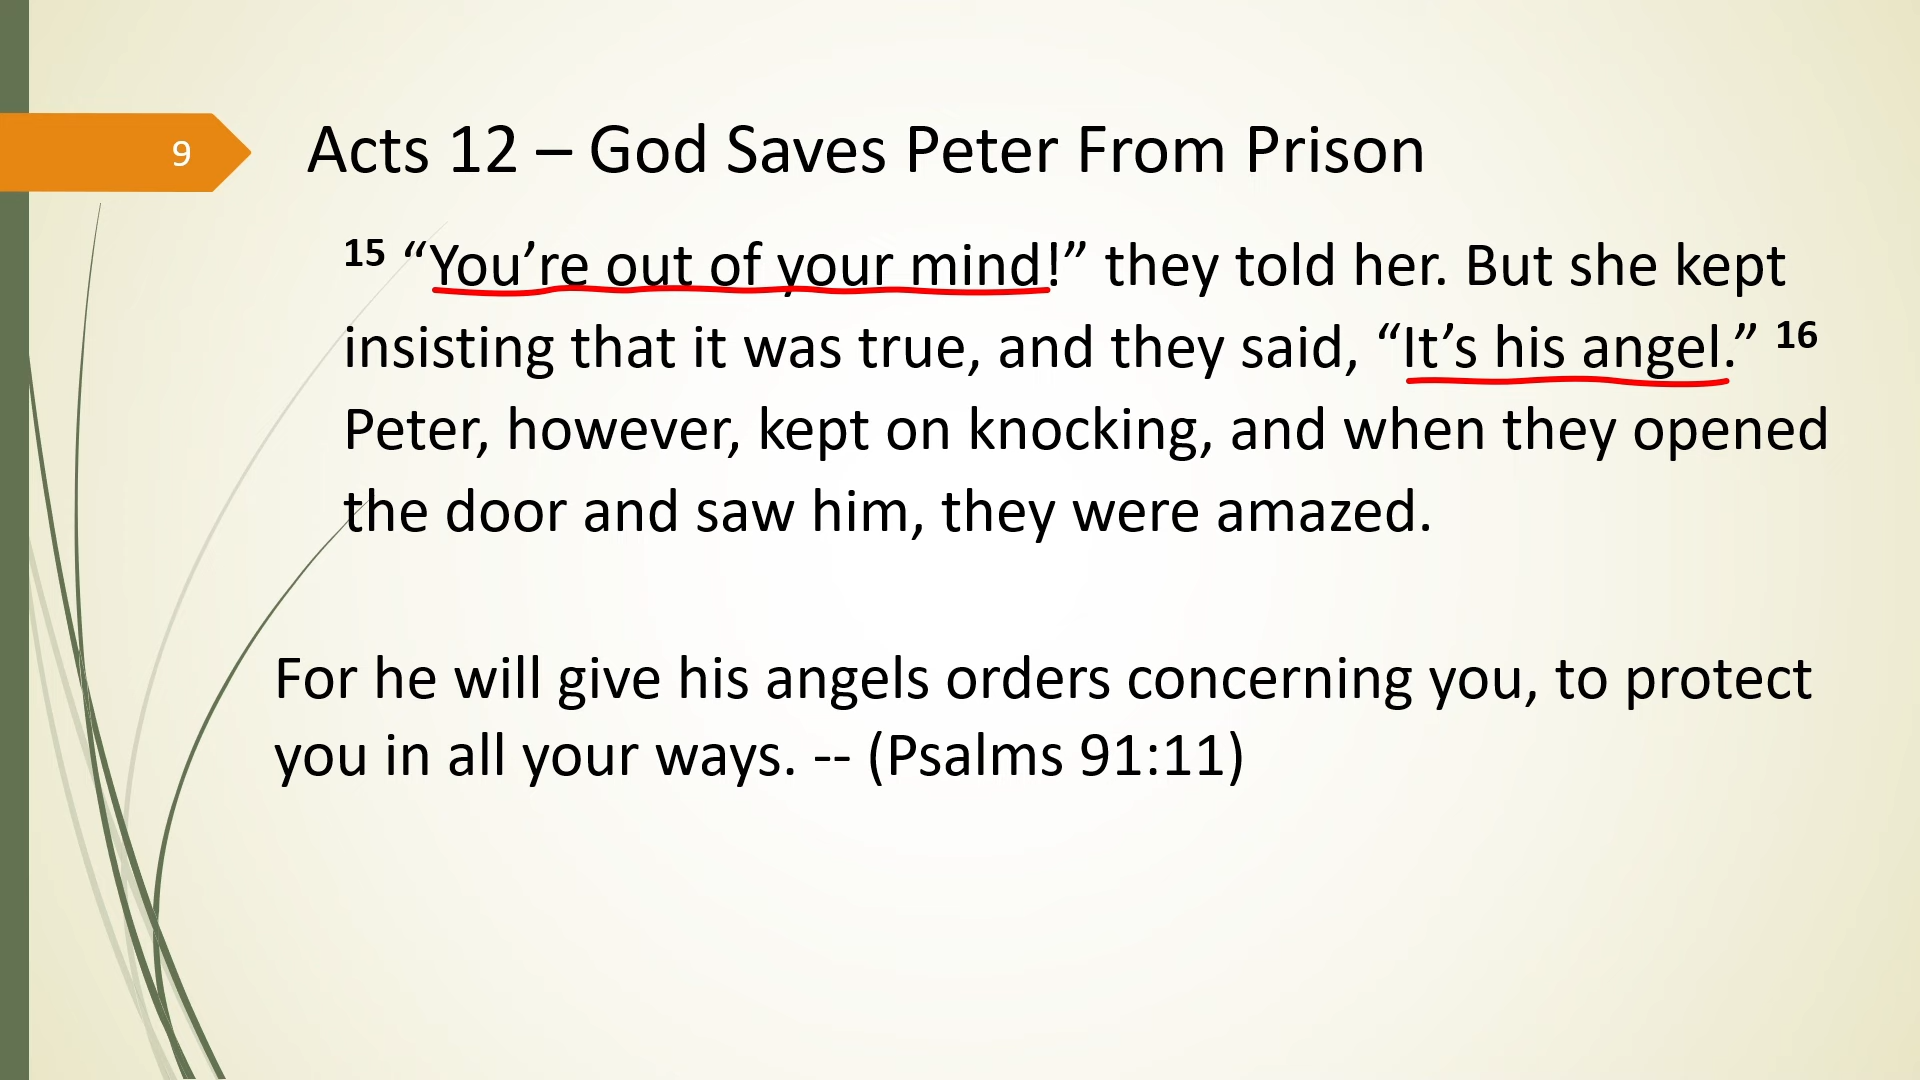 9
Acts 12 – God Saves Peter From Prison
15 “You’re out of your mind!” they told her. But she kept
insisting that it was true, and they said, “It’s his angel.” 16
Peter, however, kept on knocking, and when they opened
the door and saw him, they were amazed.
For he will give his angels orders concerning you, to protect
you in all your ways. -- (Psalms 91:11)